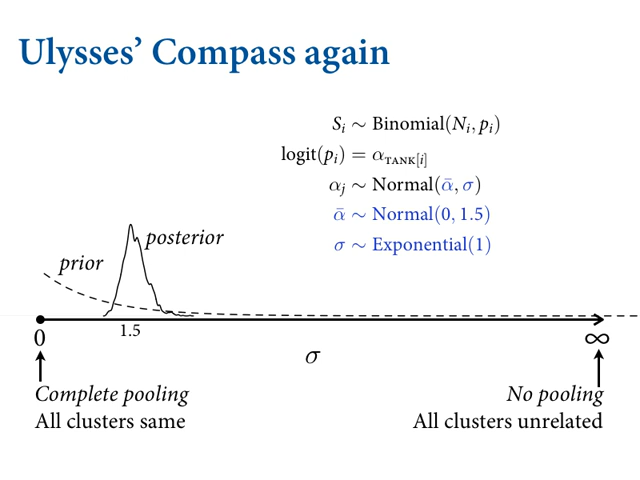 Ulysses’ Compass again
S_i ∼ Binomial(N_i, p_i)
logit(p_i) = α_TANK[i]
α_j ∼ Normal(ᾱ, σ)
ᾱ ∼ Normal(0, 1.5)
σ ∼ Exponential(1)
posterior
prior
0
1.5
∞
σ
Complete pooling
All clusters same
No pooling
All clusters unrelated